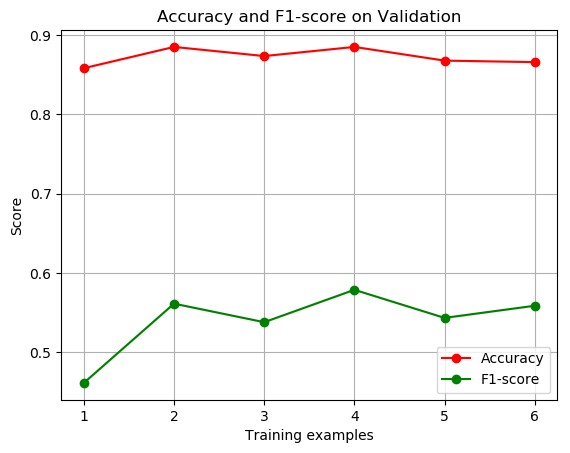 Accuracy and F1-score on Validation
0.9
0.8
0.7
0.6
0.5
Score
1 2 3 4 5 6
Training examples
Accuracy
F1-score